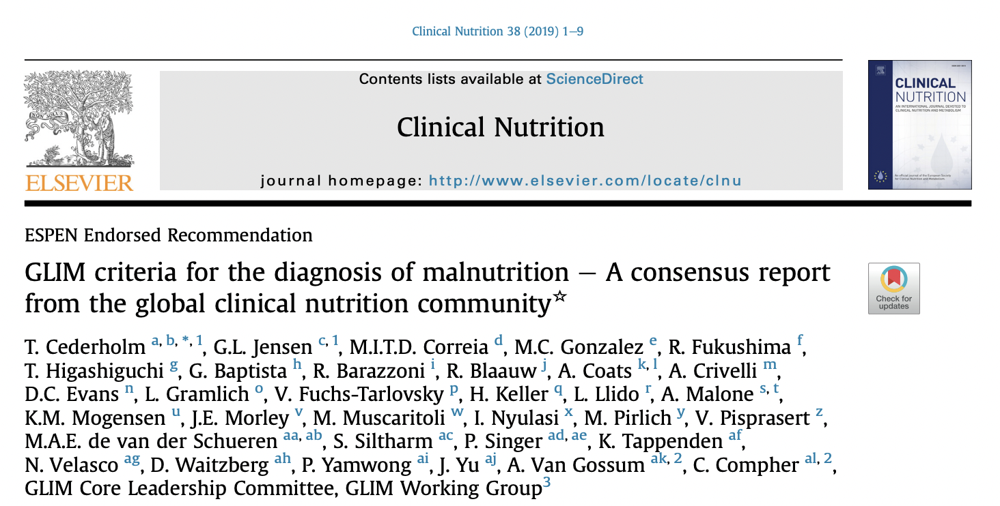 Clinical Nutrition 38 (2019) 1–9
Contents lists available at ScienceDirect
Clinical Nutrition
journal homepage: http://www.elsevier.com/locate/clnu
NON SOLUS
ELSEVIER
CLINICAL
NUTRITION
AN INTERNATIONAL JOURNAL DEVOTED TO
CLINICAL NUTRITION AND METABOLISM
An official journal of the European Society
for Clinical Nutrition and Metabolism
ESPEN Endorsed Recommendation
GLIM criteria for the diagnosis of malnutrition – A consensus report
from the global clinical nutrition community☆
Check for
updates
T. Cederholm a, b, *, 1, G.L. Jensen c, 1, M.I.T.D. Correia d, M.C. Gonzalez e, R. Fukushima f,
T. Higashiguchi g, G. Baptista h, R. Barazzoni i, R. Blaauw j, A. Coats k, l, A. Crivelli m,
D.C. Evans n, L. Gramlich o, V. Fuchs-Tarlovsky p, H. Keller q, L. Llido r, A. Malone s, t,
K.M. Mogensen u, J.E. Morley v, M. Muscaritoli w, I. Nyulasi x, M. Pirlich y, V. Pisprasert z,
M.A.E. de van der Schueren aa, ab, S. Siltharm ac, P. Singer ad, ae, K. Tappenden af,
N. Velasco ag, D. Waitzberg ah, P. Yamwong ai, J. Yu aj, A. Van Gossum ak, 2, C. Compher al, 2,
GLIM Core Leadership Committee, GLIM Working Group3